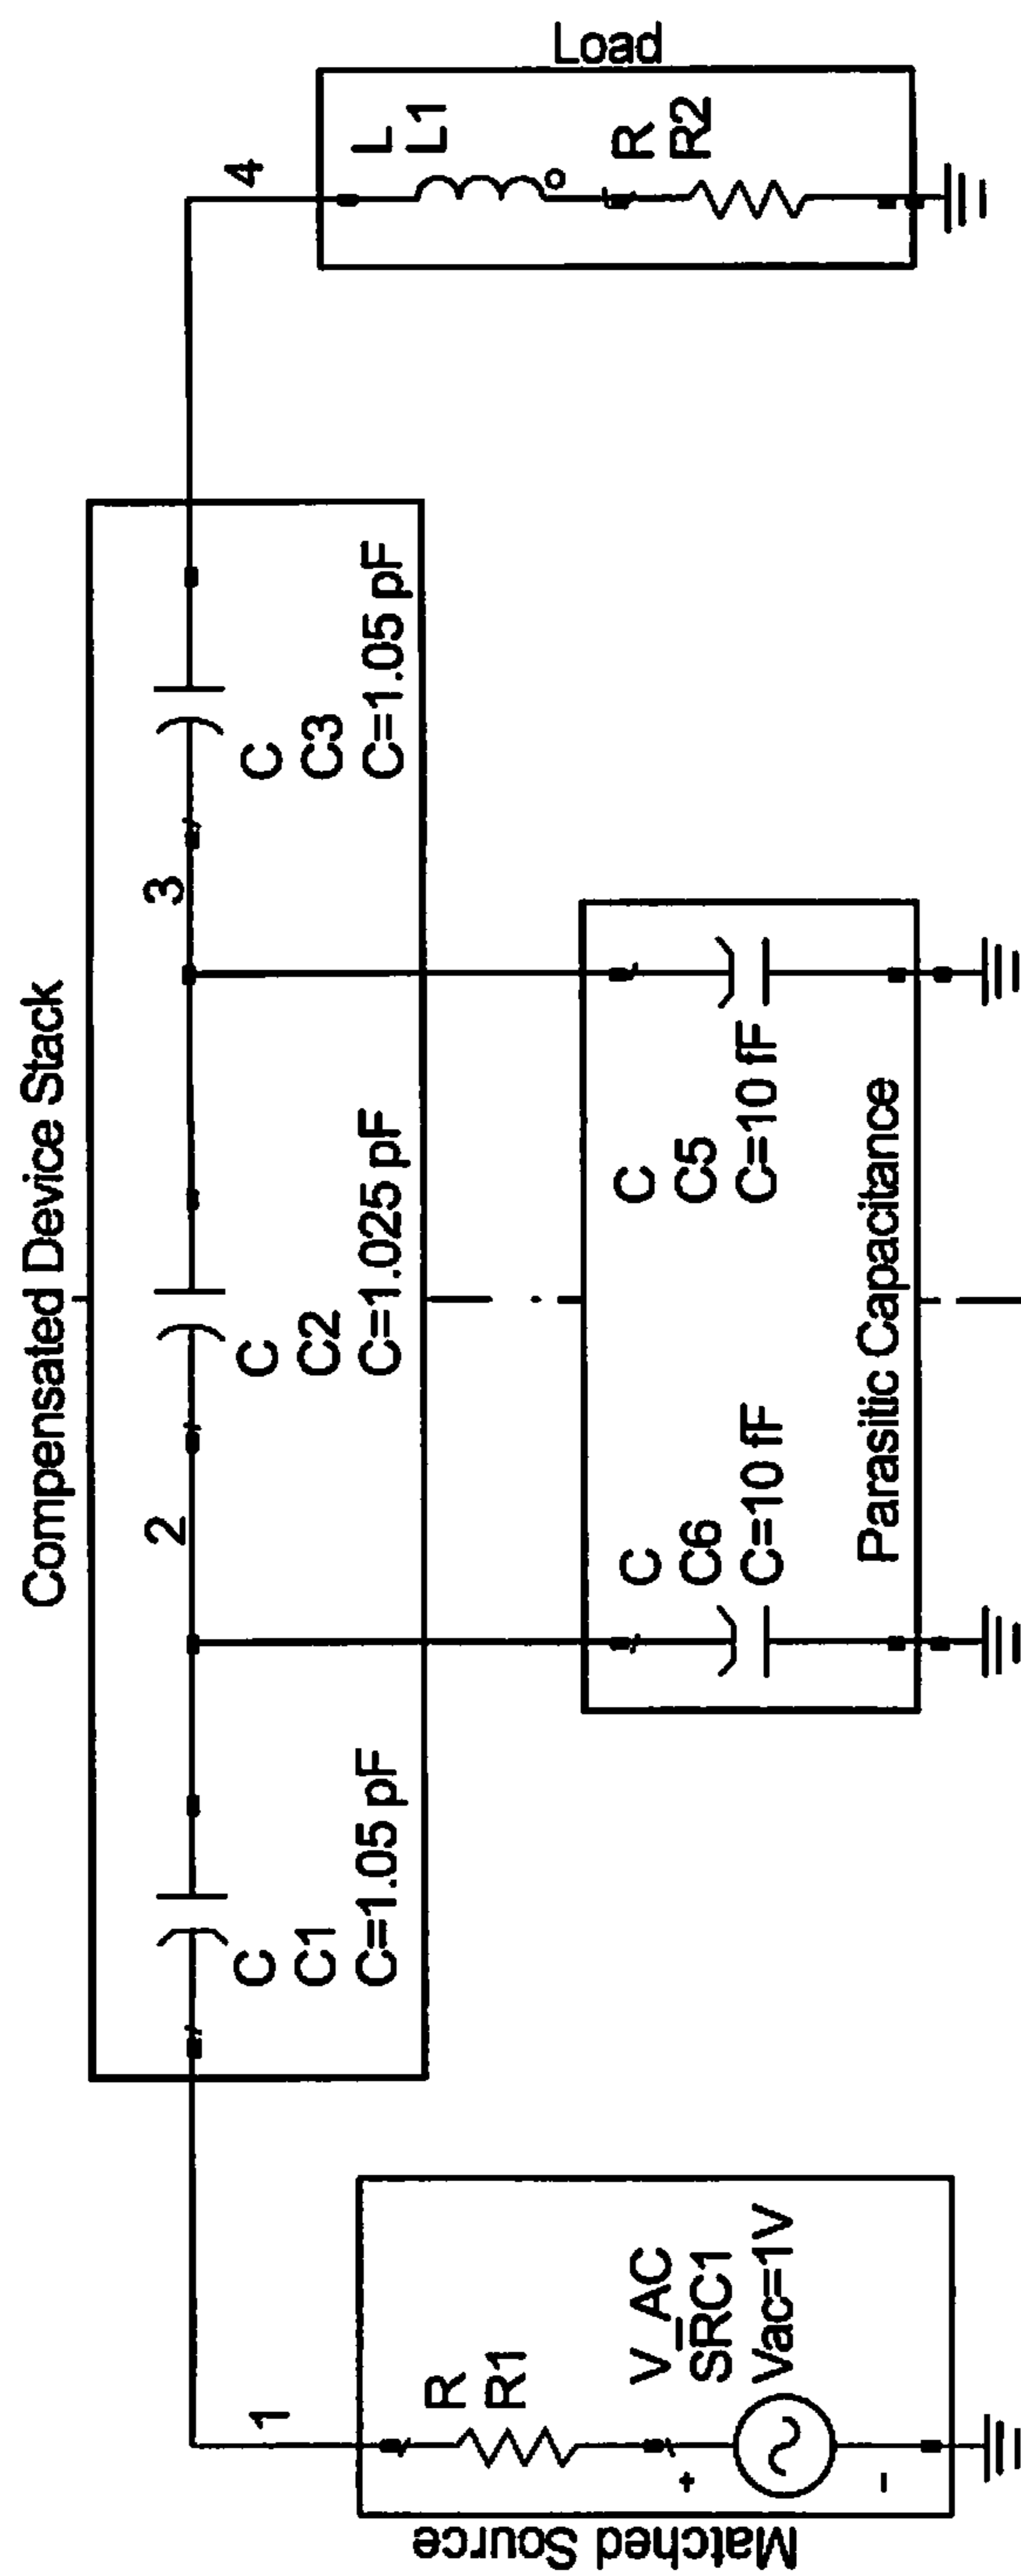 Compensated Device Stack
1
2
3
4
C
C1
C=1.05 pF
C
C2
C=1.025 pF
C
C3
C=1.05 pF
Matched Source
R
R1
V_AC
SRC1
Vac=1V
+
-
C
C6
C=10 fF
C
C5
C=10 fF
Parasitic Capacitance
Load
L
L1
R
R2